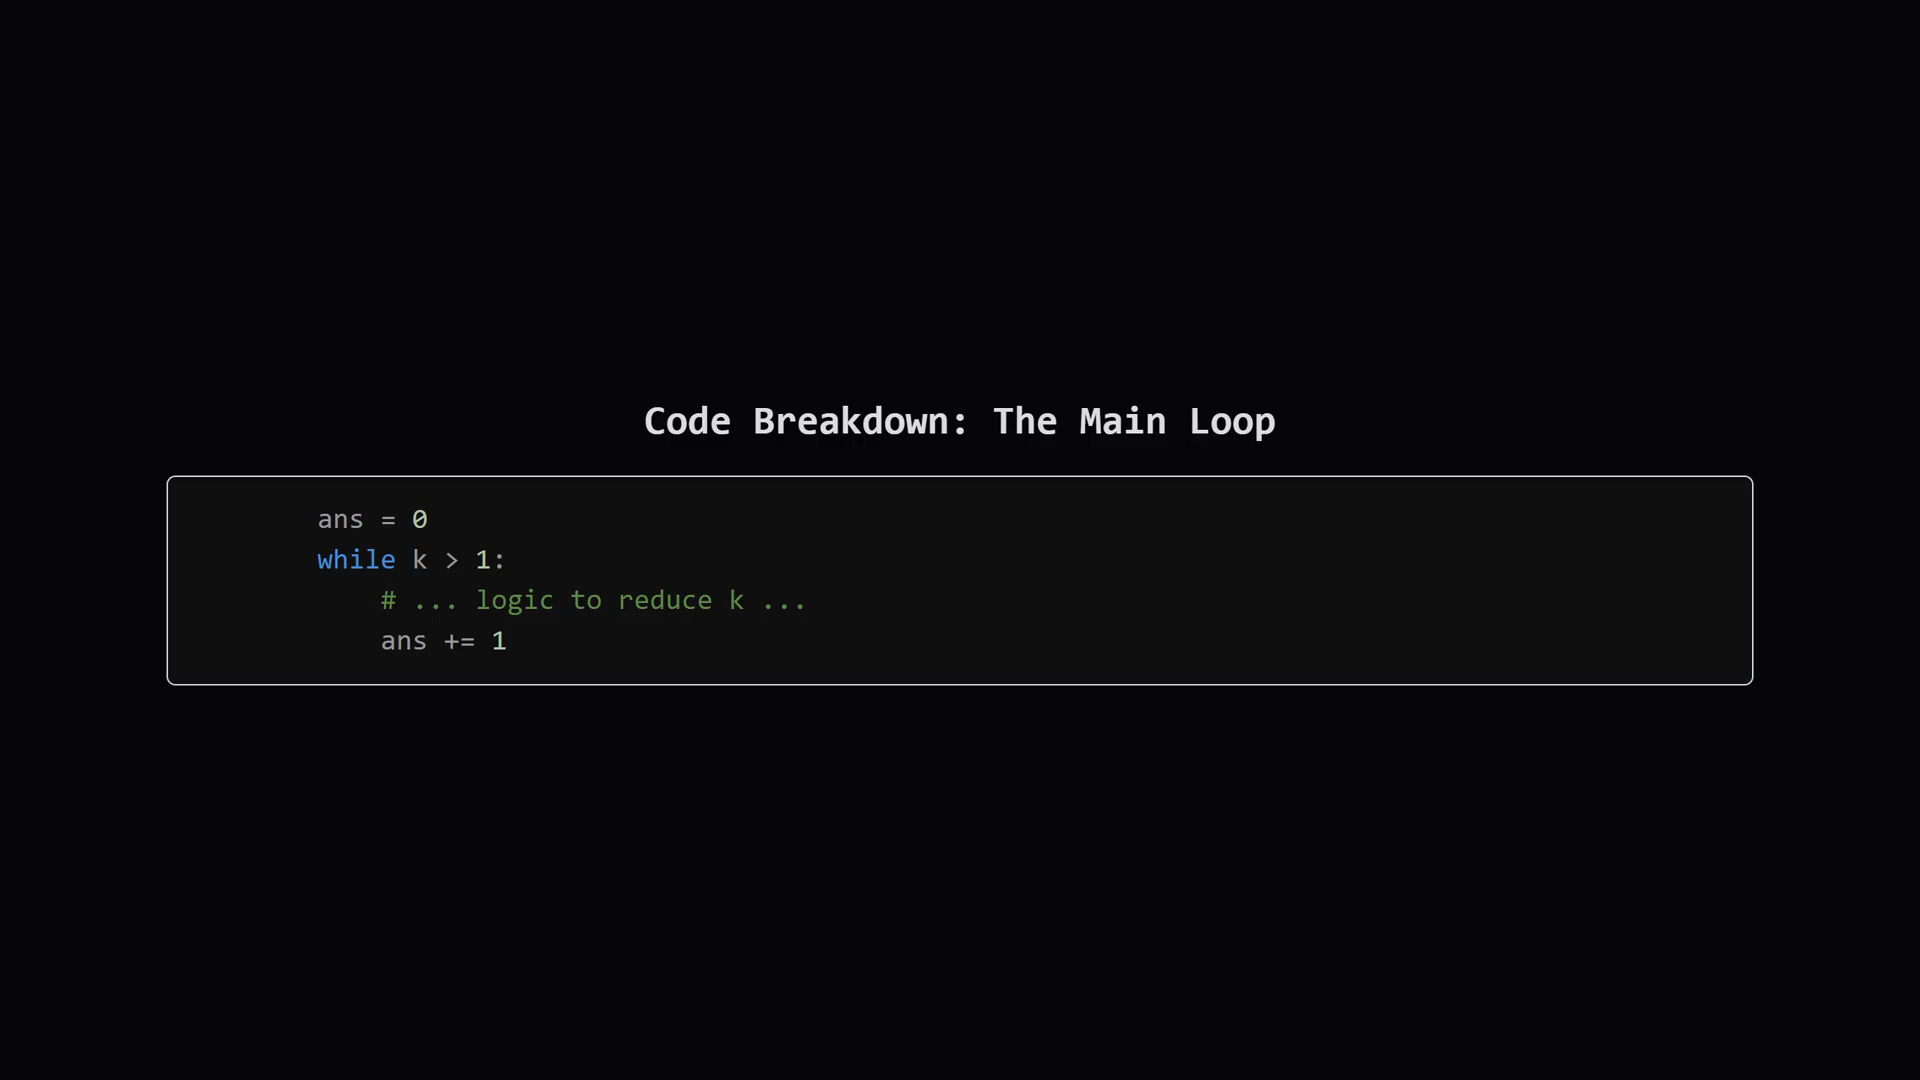 Code Breakdown: The Main Loop
ans = 0
while k > 1:
    # ... logic to reduce k ...
    ans += 1